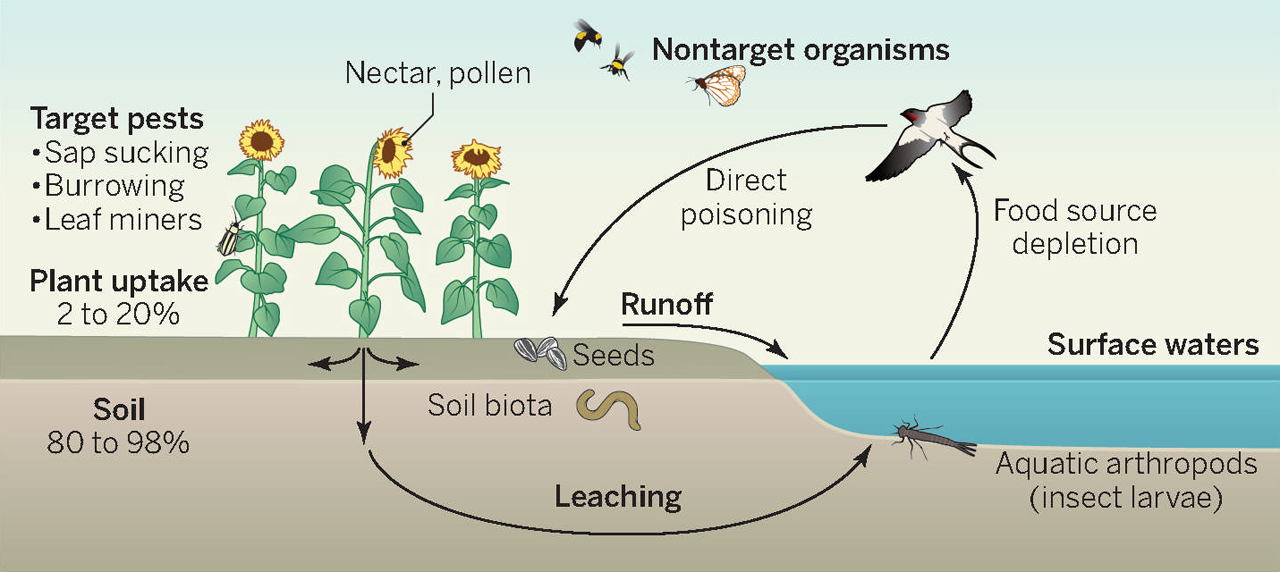 Nontarget organisms
Nectar, pollen
Target pests
•Sap sucking
•Burrowing
•Leaf miners
Direct
poisoning
Food source
depletion
Plant uptake
2 to 20%
Runoff
Surface waters
Seeds
Soil
80 to 98%
Soil biota
Aquatic arthropods
(insect larvae)
Leaching